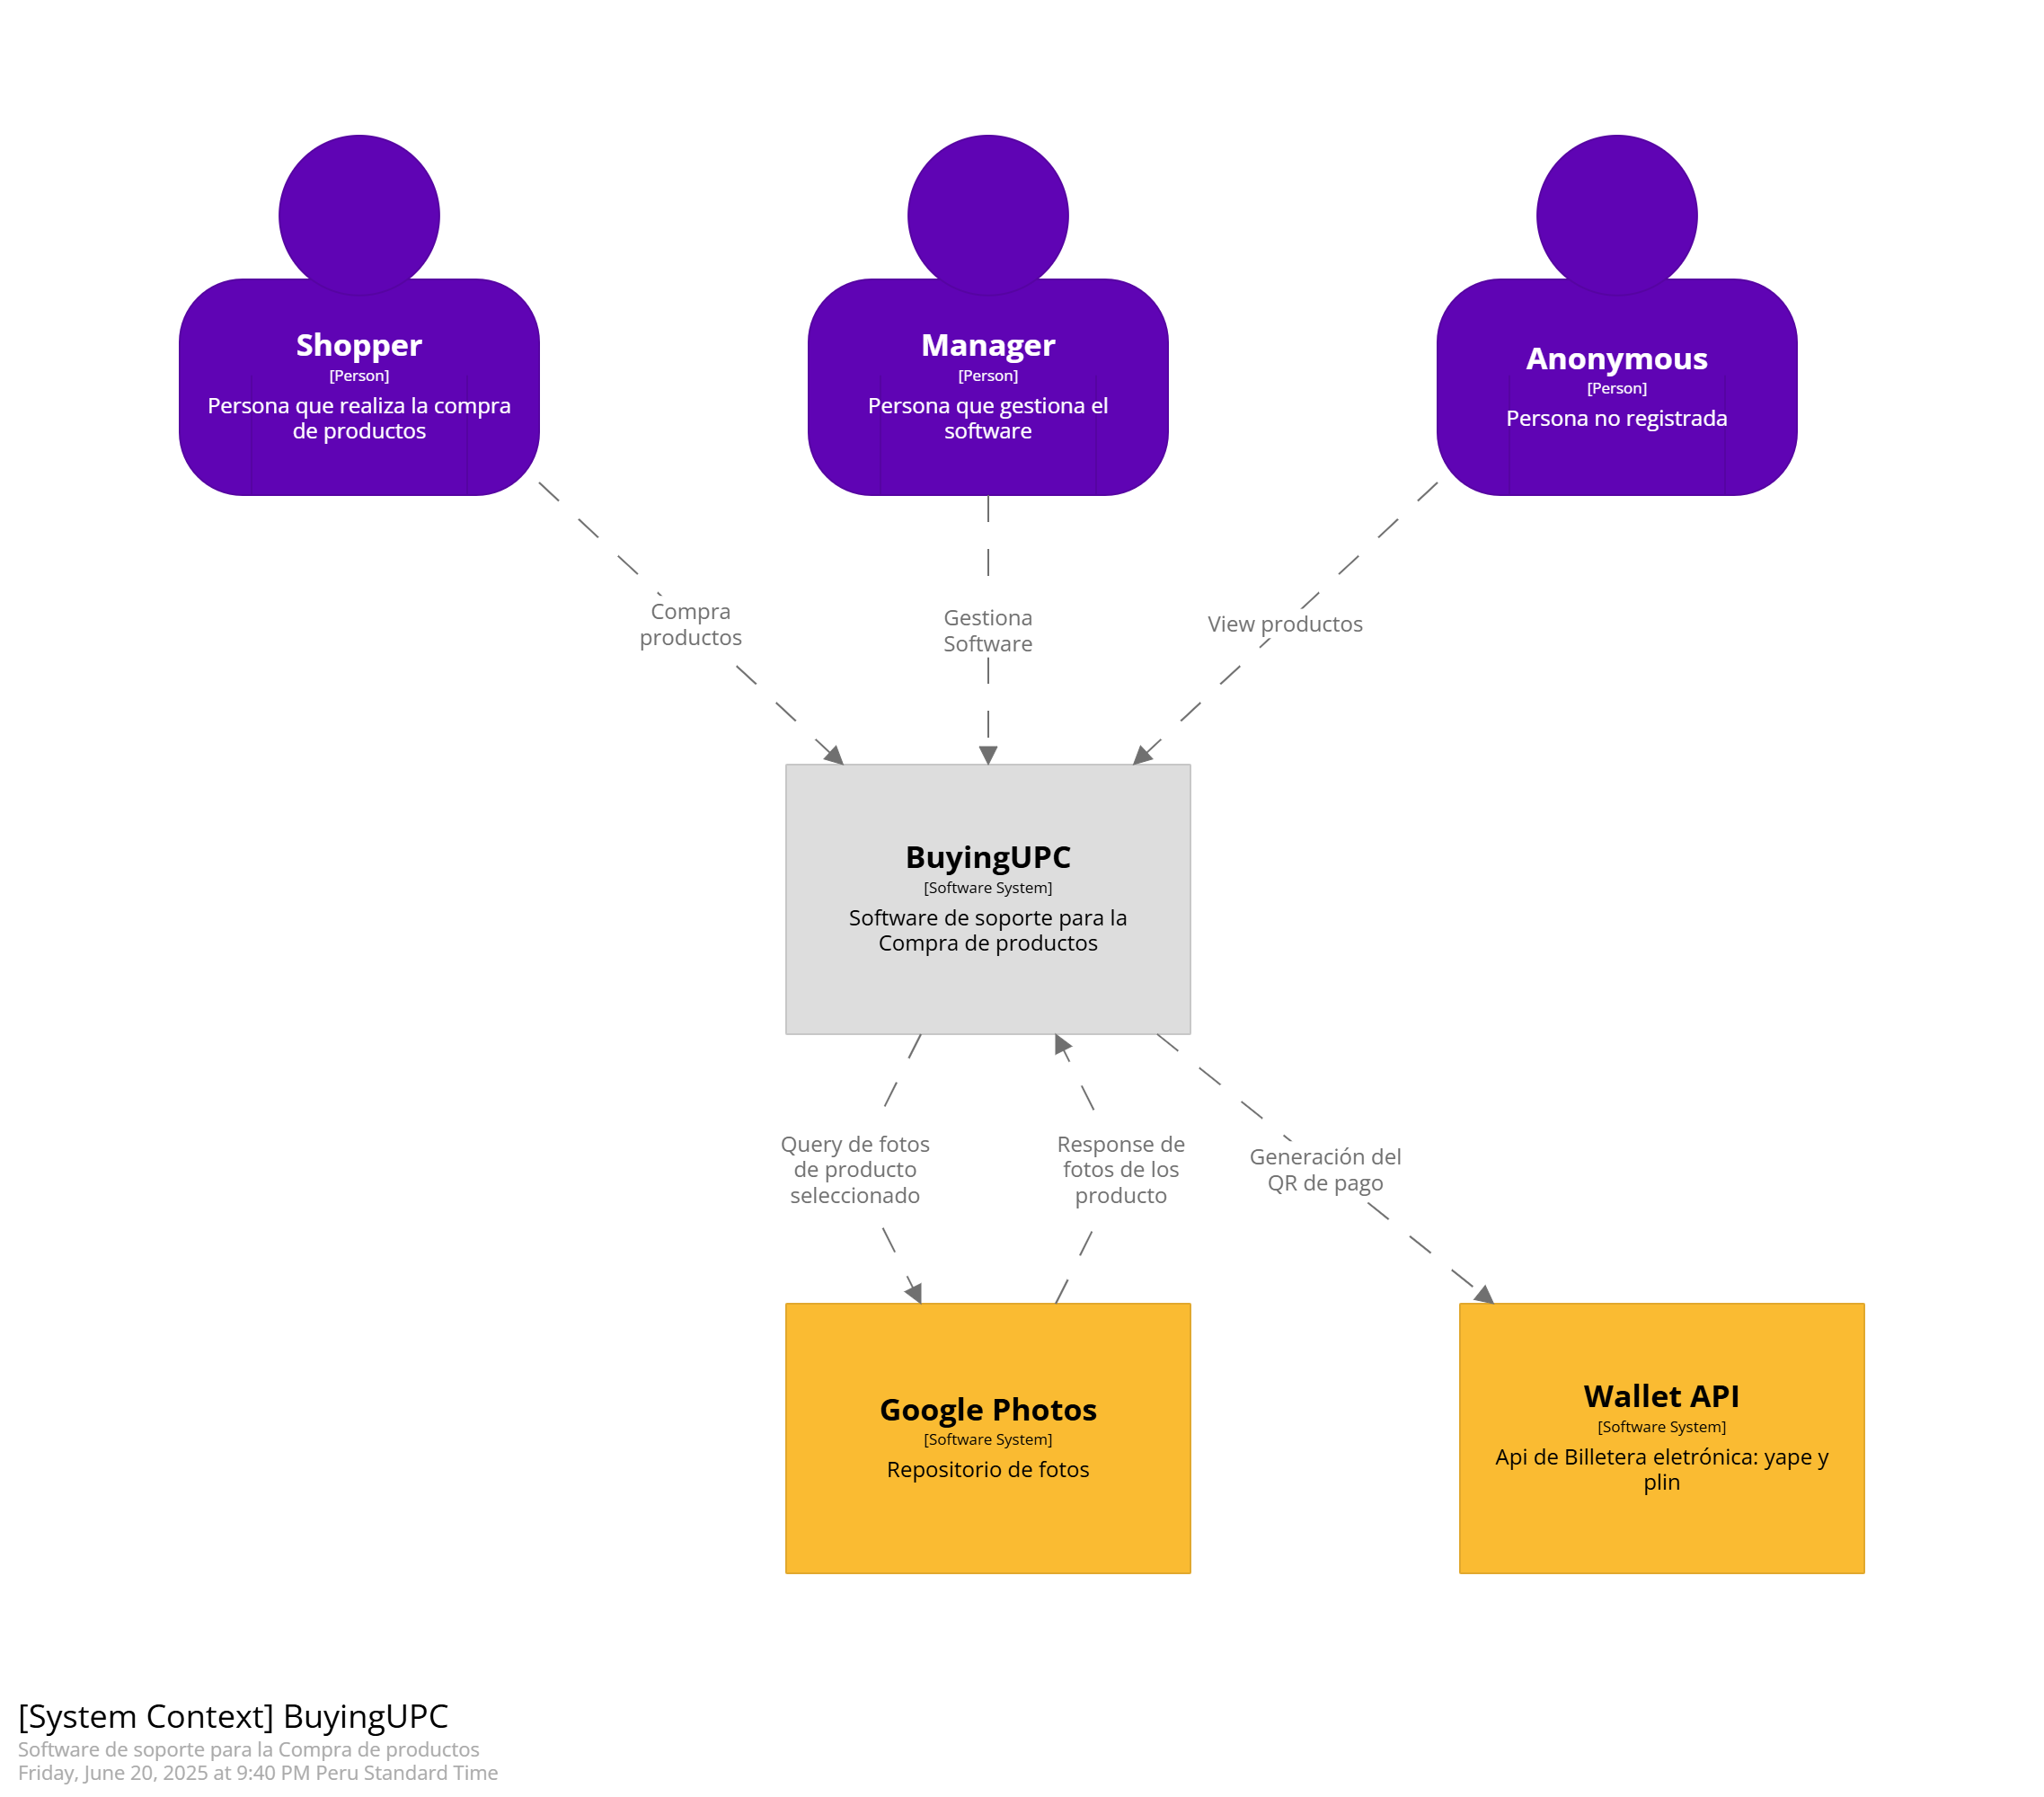 Shopper
[Person]
Persona que realiza la compra
de productos
Manager
[Person]
Persona que gestiona el
software
Anonymous
[Person]
Persona no registrada
Compra
productos
Gestiona
Software
View productos
BuyingUPC
[Software System]
Software de soporte para la
Compra de productos
Query de fotos
de producto
seleccionado
Response de
fotos de los
producto
Generación del
QR de pago
Google Photos
[Software System]
Repositorio de fotos
Wallet API
[Software System]
Api de Billetera eletrónica: yape y
plin
[System Context] BuyingUPC
Software de soporte para la Compra de productos
Friday, June 20, 2025 at 9:40 PM Peru Standard Time